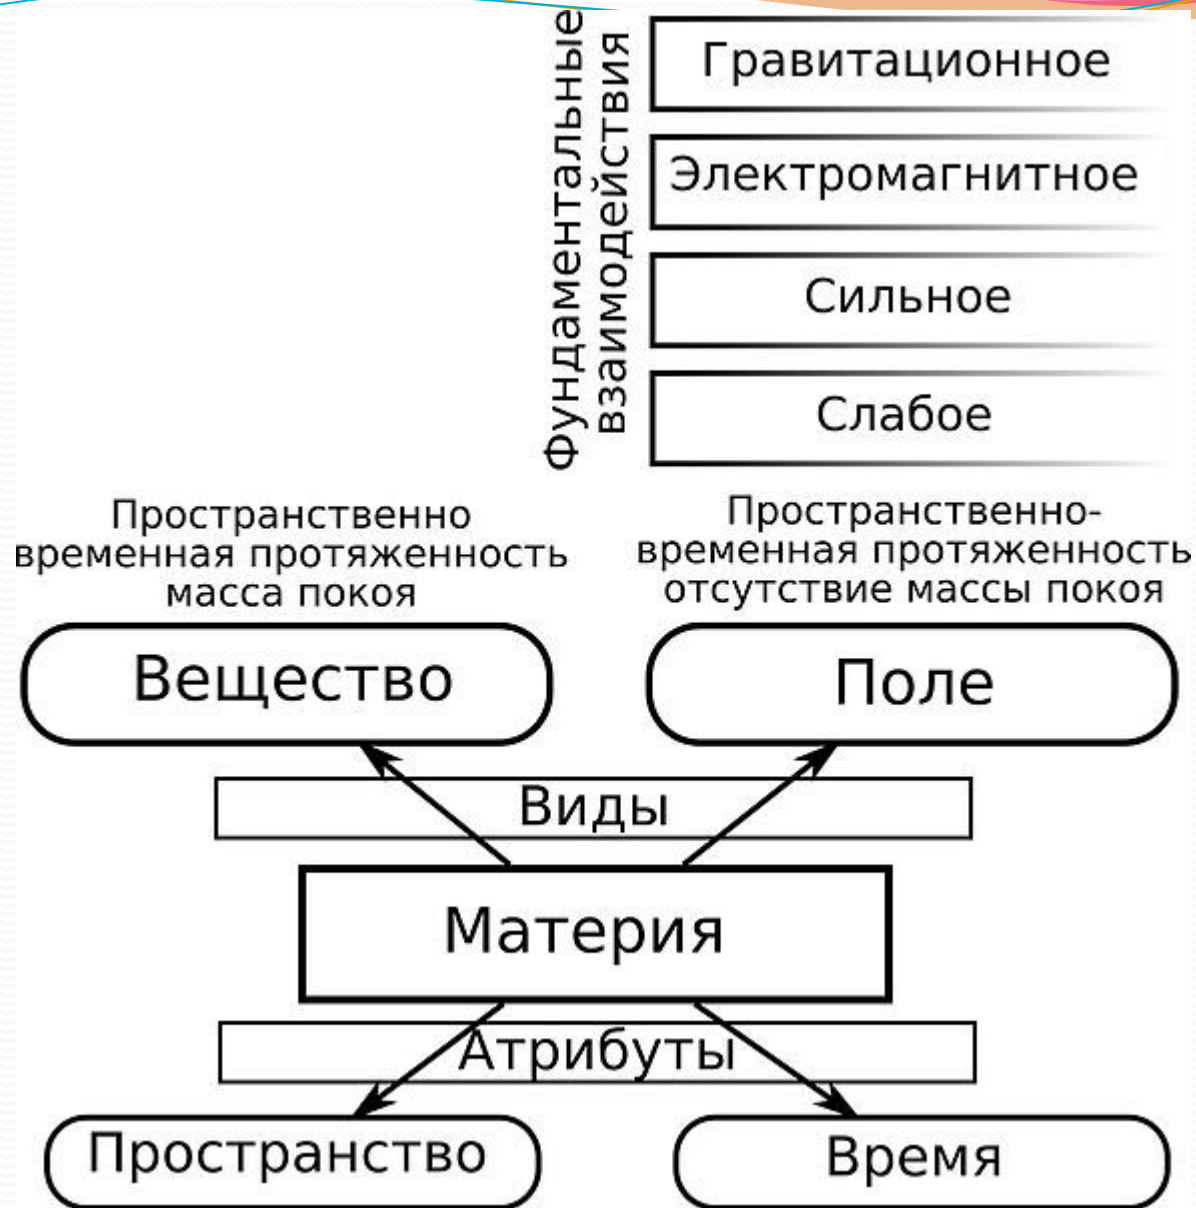 Фундаментальные
взаимодействия
Гравитационное
Электромагнитное
Сильное
Слабое
Пространственно
временная протяженность
масса покоя
Пространственно-
временная протяженность
отсутствие массы покоя
Вещество
Поле
Виды
Материя
Атрибуты
Пространство
Время